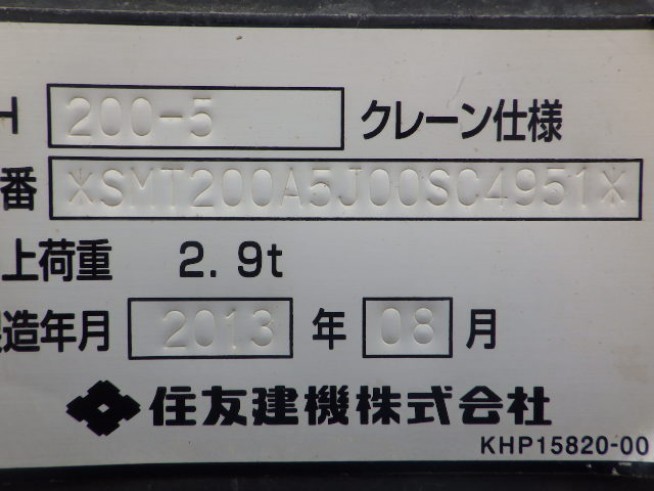 H 200-5 クレーン仕様
番 *SMT200A5J00SC4951*
上荷重 2.9t
造年月 2013 年 08 月
住友建機株式会社
KHP15820-00